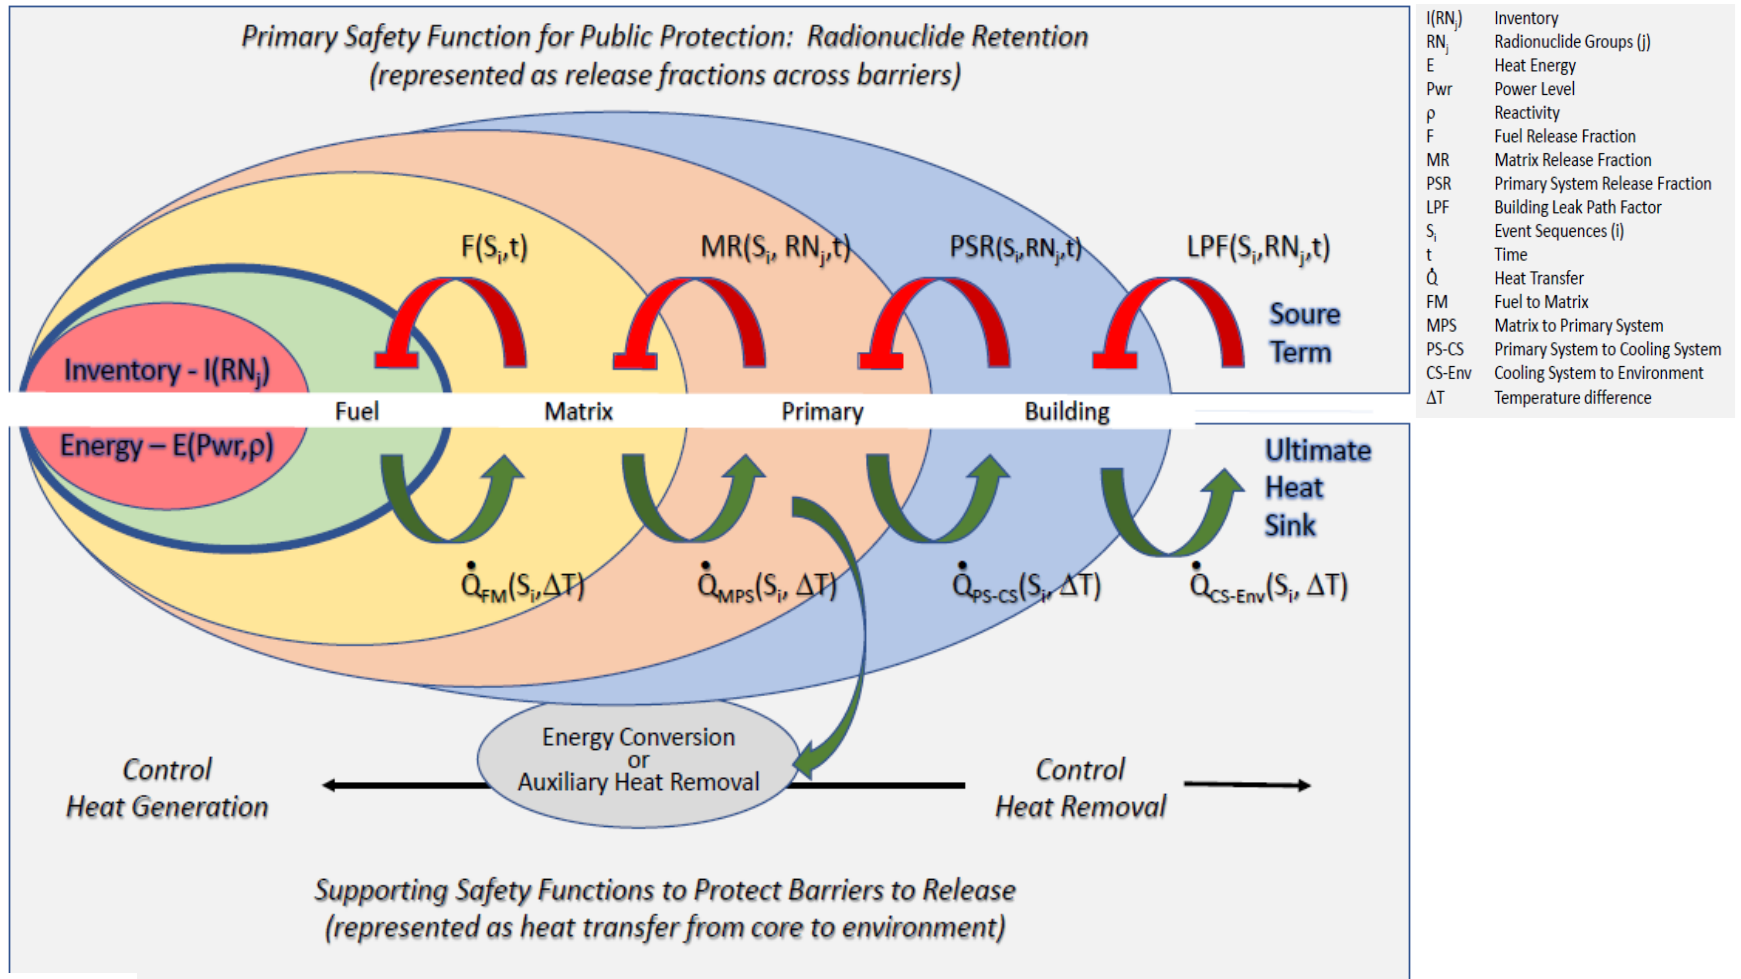 Primary Safety Function for Public Protection: Radionuclide Retention
(represented as release fractions across barriers)
F(Si,t)
MR(Si, RNj,t)
PSR(Si,RNj,t)
LPF(Si,RNj,t)
Soure
Term
Inventory - I(RNj)
Fuel
Matrix
Primary
Building
Energy – E(Pwr,ρ)
Ultimate
Heat
Sink
Q̇FM(Si,ΔT)
Q̇MPS(Si, ΔT)
Q̇PS-CS(Si, ΔT)
Q̇CS-Env(Si, ΔT)
Energy Conversion
or
Auxiliary Heat Removal
Control
Heat Generation
Control
Heat Removal
Supporting Safety Functions to Protect Barriers to Release
(represented as heat transfer from core to environment)
I(RNj) Inventory
RNj Radionuclide Groups (j)
E Heat Energy
Pwr Power Level
ρ Reactivity
F Fuel Release Fraction
MR Matrix Release Fraction
PSR Primary System Release Fraction
LPF Building Leak Path Factor
Si Event Sequences (i)
t Time
Q̇ Heat Transfer
FM Fuel to Matrix
MPS Matrix to Primary System
PS-CS Primary System to Cooling System
CS-Env Cooling System to Environment
ΔT Temperature difference